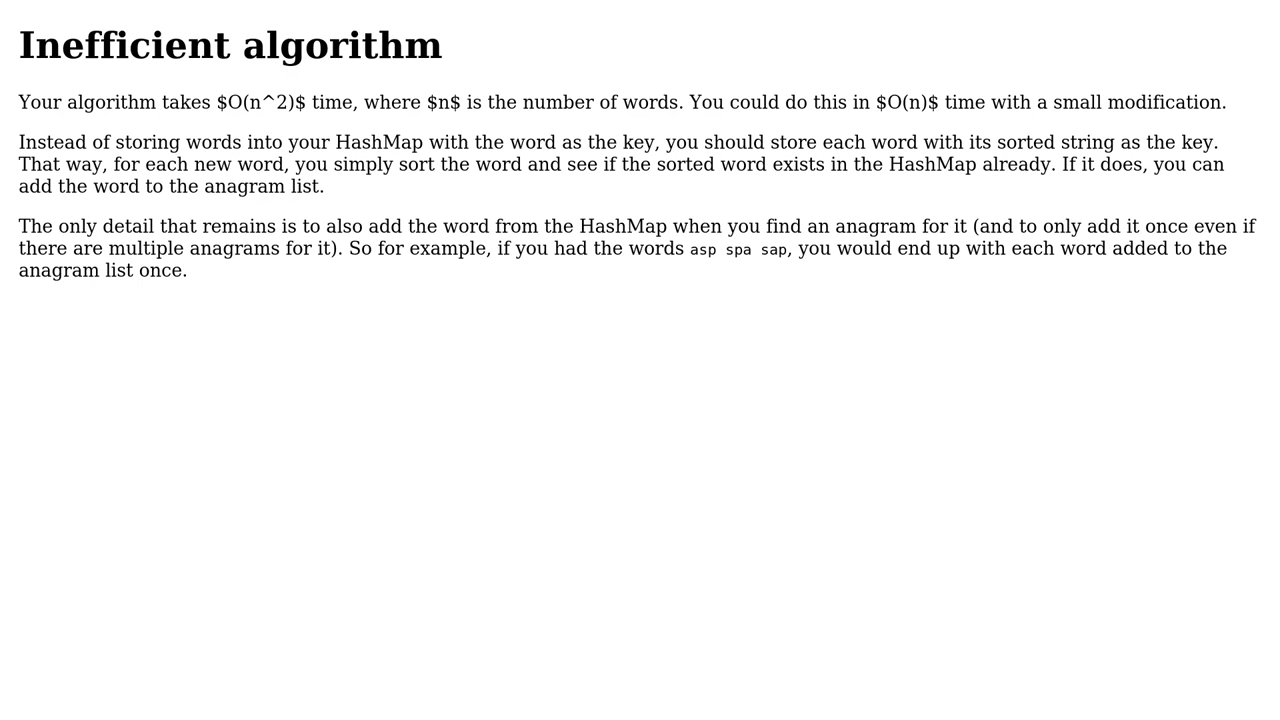 Inefficient algorithm
Your algorithm takes $O(n^2)$ time, where $n$ is the number of words. You could do this in $O(n)$ time with a small modification.
Instead of storing words into your HashMap with the word as the key, you should store each word with its sorted string as the key.
That way, for each new word, you simply sort the word and see if the sorted word exists in the HashMap already. If it does, you can
add the word to the anagram list.
The only detail that remains is to also add the word from the HashMap when you find an anagram for it (and to only add it once even if
there are multiple anagrams for it). So for example, if you had the words asp spa sap, you would end up with each word added to the
anagram list once.